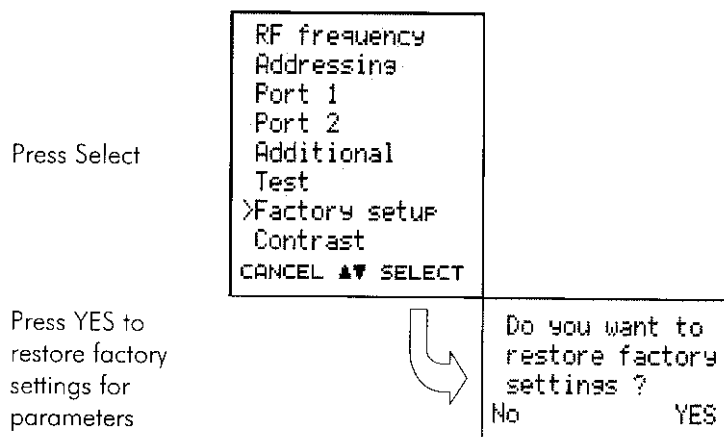 RF frequency
Addressing
Port 1
Port 2
Press Select
Additional
Test
>Factory setup
Contrast
CANCEL ▲▼ SELECT
Press YES to
restore factory
settings for
parameters
Do you want to
restore factory
settings ?
No YES